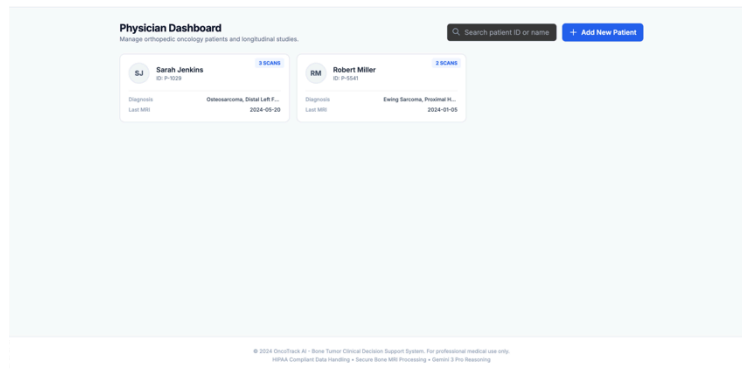 Physician Dashboard
Manage orthopedic oncology patients and longitudinal studies.
Search patient ID or name
+ Add New Patient
3 SCANS
SJ
Sarah Jenkins
ID: P-1029
Diagnosis Osteosarcoma, Distal Left F...
Last MRI 2024-05-20
2 SCANS
RM
Robert Miller
ID: P-5541
Diagnosis Ewing Sarcoma, Proximal H...
Last MRI 2024-01-05
© 2024 OncoTrack AI - Bone Tumor Clinical Decision Support System. For professional medical use only.
HIPAA Compliant Data Handling • Secure Bone MRI Processing • Gemini 3 Pro Reasoning